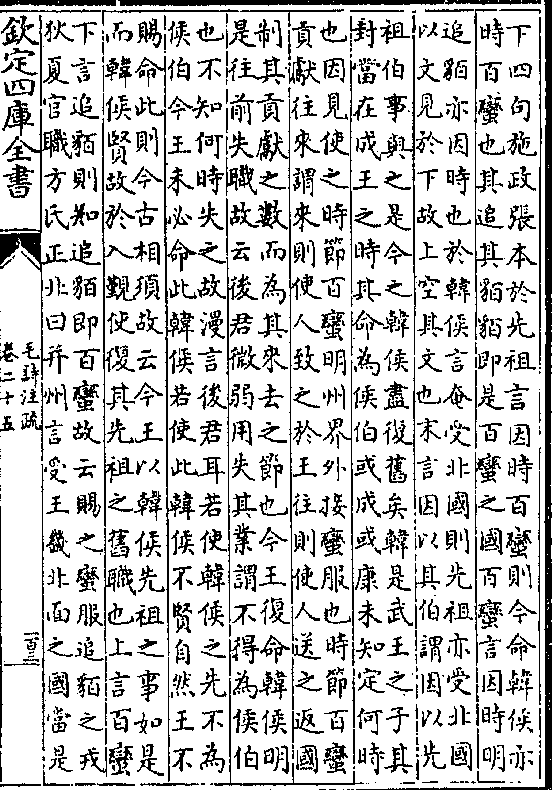 下四句施政張本於先祖言因時百蠻則今命韓侯亦
時百蠻也其追其貊貊即是百蠻之國百蠻言因時明
追貊亦因時也於韓侯言奄受北國則先祖亦受北國
以文見於下故上空其文也末言因以其伯謂因以先
祖伯事與之是今之韓侯盡復舊矣韓是武王之子其
對當在成王之時其命為侯伯或成或康未知定何時
也因見使之時節百蠻明州界外接蠻服也時節百蠻
貢獻往來謂來則使人致之於王往則使人送之返國
制其貢獻之數而為其來去之節也今王復命韓侯明
是往前失職故云後君微弱用失其業謂不得為侯伯
也不知何時失之故漫言後君耳若使韓侯之先不為
侯伯今王未必命此韓侯若使此韓侯不賢自然王不
賜命此則今古相須故云今王以韓侯先祖之事如是
而韓侯賢故於入覲使復其先祖之舊職也上言百蠻
下言追貊則知追貊即百蠻故云賜之蠻服追貊之戎
狄夏官職方氏正北曰并州言受王畿北面之國當是
欽定四庫全書
毛詩注疏
卷二十五
一百三